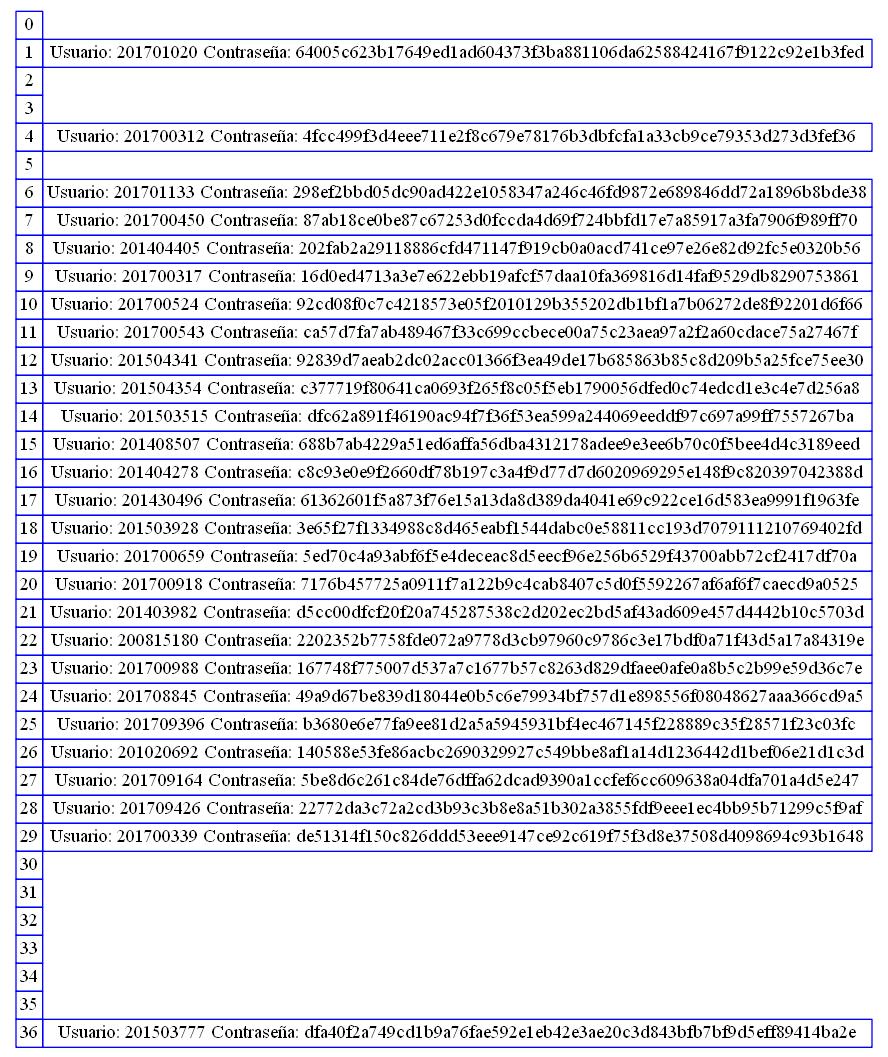 0
1 Usuario: 201701020 Contraseña: 64005c623b17649ed1ad604373f3ba881106da62588424167f9122c92e1b3fed
2
3
4 Usuario: 201700312 Contraseña: 4fcc499f3d4eee711e2f8c679e78176b3dbfcfa1a33cb9ce79353d273d3fef36
5
6 Usuario: 201701133 Contraseña: 298ef2bbd05dc90ad422e1058347a246c46fd9872e689846dd72a1896b8bde38
7 Usuario: 201700450 Contraseña: 87ab18ce0be87c67253d0fccda4d69f724bbfd17e7a85917a3fa7906f989ff70
8 Usuario: 201404405 Contraseña: 202fab2a29118886cfd471147f919cb0a0acd741ce97e26e82d92fc5e0320b56
9 Usuario: 201700317 Contraseña: 16d0ed4713a3e7e622ebb19afcf57daa10fa369816d14faf9529db8290753861
10 Usuario: 201700524 Contraseña: 92cd08f0c7c4218573e05f2010129b355202db1bf1a7b06272de8f92201d6f66
11 Usuario: 201700543 Contraseña: ca57d7fa7ab489467f33c699ccbece00a75c23aea97a2f2a60cdace75a27467f
12 Usuario: 201504341 Contraseña: 92839d7aeab2dc02acc01366f3ea49de17b685863b85c8d209b5a25fce75ee30
13 Usuario: 201504354 Contraseña: c377719f80641ca0693f265f8c05f5eb1790056dfed0c74edcd1e3c4e7d256a8
14 Usuario: 201503515 Contraseña: dfc62a891f46190ac94f7f36f53ea599a244069eeddf97c697a99ff7557267ba
15 Usuario: 201408507 Contraseña: 688b7ab4229a51ed6affa56dba4312178adee9e3ee6b70c0f5bee4d4c3189eed
16 Usuario: 201404278 Contraseña: c8c93e0e9f2660df78b197c3a4f9d77d7d6020969295e148f9c820397042388d
17 Usuario: 201430496 Contraseña: 61362601f5a873f76e15a13da8d389da4041e69c922ce16d583ea9991f1963fe
18 Usuario: 201503928 Contraseña: 3e65f27f1334988c8d465eabf1544dabc0e58811cc193d7079111210769402fd
19 Usuario: 201700659 Contraseña: 5ed70c4a93abf6f5e4deceac8d5eecf96e256b6529f43700abb72cf2417df70a
20 Usuario: 201700918 Contraseña: 7176b457725a0911f7a122b9c4cab8407c5d0f5592267af6af6f7caecd9a0525
21 Usuario: 201403982 Contraseña: d5cc00dfcf20f20a745287538c2d202ec2bd5af43ad609e457d4442b10c5703d
22 Usuario: 200815180 Contraseña: 2202352b7758fde072a9778d3cb97960c9786c3e17bdf0a71f43d5a17a84319e
23 Usuario: 201700988 Contraseña: 167748f775007d537a7c1677b57c8263d829dfaee0afe0a8b5c2b99e59d36c7e
24 Usuario: 201708845 Contraseña: 49a9d67be839d18044e0b5c6e79934bf757d1e898556f08048627aaa366cd9a5
25 Usuario: 201709396 Contraseña: b3680e6e77fa9ee81d2a5a5945931bf4ec467145f228889c35f28571f23c03fc
26 Usuario: 201020692 Contraseña: 140588e53fe86acbc2690329927c549bbe8af1a14d1236442d1bef06e21d1c3d
27 Usuario: 201709164 Contraseña: 5be8d6c261c84de76dffa62dcad9390a1ccfef6cc609638a04dfa701a4d5e247
28 Usuario: 201709426 Contraseña: 22772da3c72a2cd3b93c3b8e8a51b302a3855fdf9eee1ec4bb95b71299c5f9af
29 Usuario: 201700339 Contraseña: de51314f150c826ddd53eee9147ce92c619f75f3d8e37508d4098694c93b1648
30
31
32
33
34
35
36 Usuario: 201503777 Contraseña: dfa40f2a749cd1b9a76fae592e1eb42e3ae20c3d843bfb7bf9d5eff89414ba2e